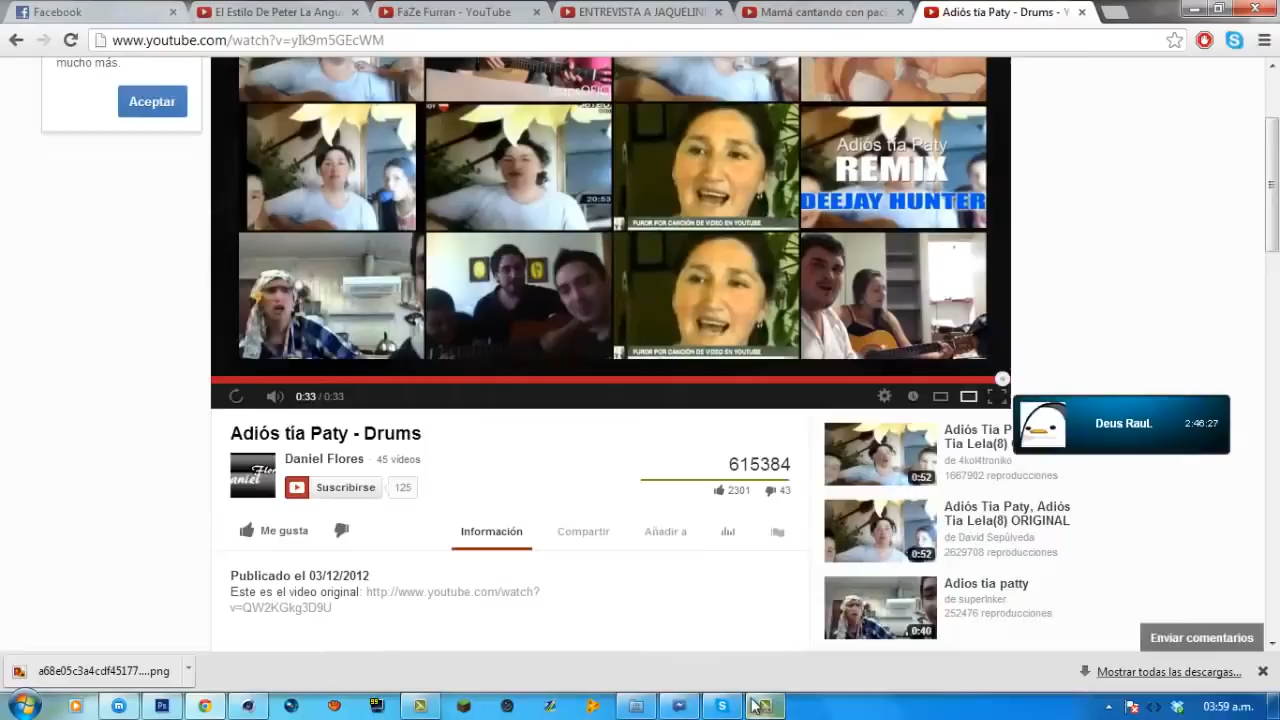 Facebook
El Estilo De Peter La Angu
FaZe Furran - YouTube
ENTREVISTA A JAQUELIN
Mamá cantando con paci
Adiós tía Paty - Drums - Y
www.youtube.com/watch?v=yIk9m5GEcWM
mucho más.
Aceptar
20:53
FUROR POR CANCIÓN DE VIDEO EN YOUTUBE
Adiós tía Paty
REMIX
DEEJAY HUNTER
FUROR POR CANCIÓN DE VIDEO EN YOUTUBE
0:33 / 0:33
Adiós tía Paty - Drums
Daniel Flores 45 vídeos
Suscribirse 125
615384
2301 43
Me gusta
Información Compartir Añadir a
Publicado el 03/12/2012
Este es el video original: http://www.youtube.com/watch?
v=QW2KGkg3D9U
Adiós Tía P
Tia Lela(8)
de 4kol4troniko
1667902 reproducciones
0:52
Deus RauL 2:46:27
Adiós Tía Paty, Adiós
Tia Lela(8) ORIGINAL
de David Sepúlveda
2629708 reproducciones
0:52
Adios tia patty
de superInker
252476 reproducciones
0:40
Enviar comentarios
a68e05c3a4cdf45177....png
Mostrar todas las descargas...
03:59 a.m.